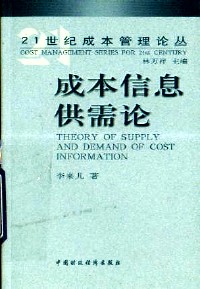 21世纪成本管理论丛
COST MANAGEMENT SERIES FOR 21st CENTURY
林万祥 主编
成本信息
供需论
THEORY OF SUPPLY
AND DEMAND OF COST
INFORMATION
李来儿 著
中国财政经济出版社